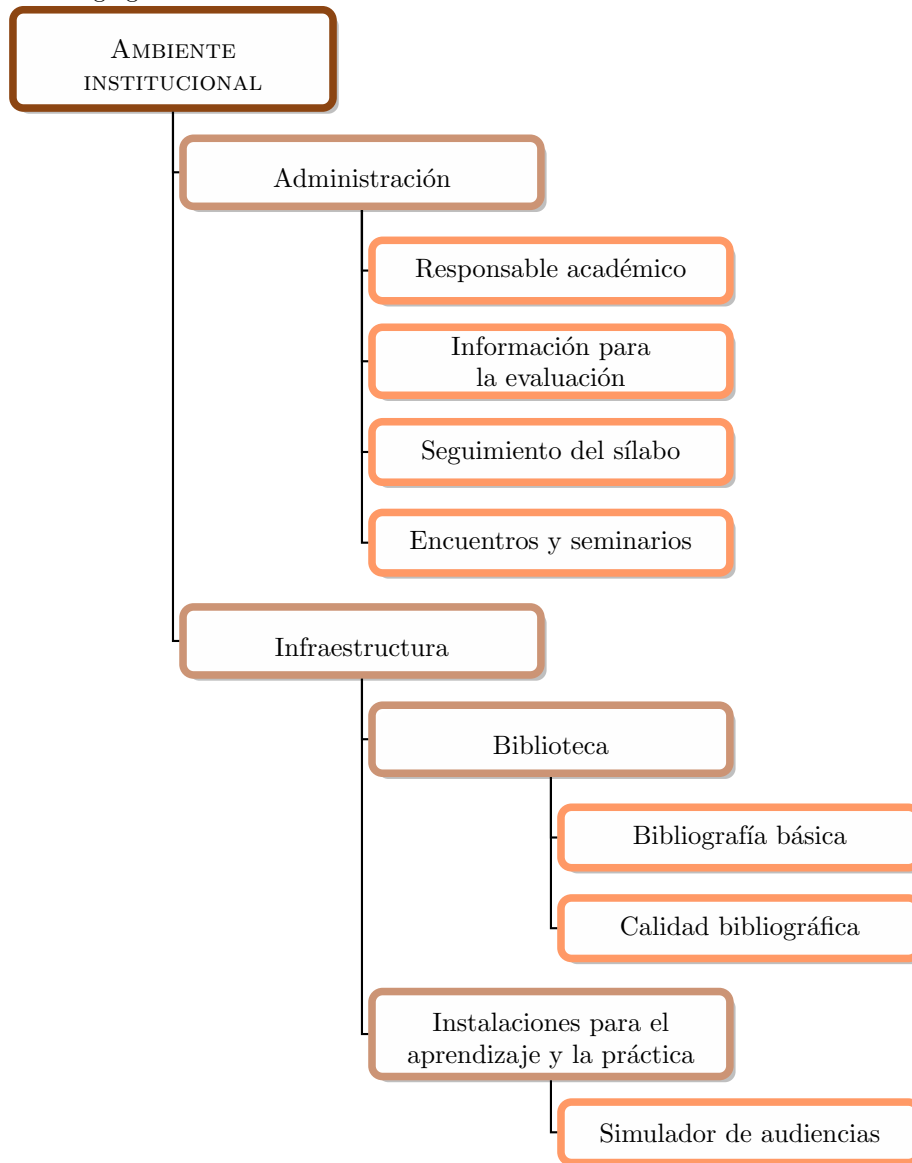 AMBIENTE
INSTITUCIONAL
Administración
Responsable académico
Información para
la evaluación
Seguimiento del sílabo
Encuentros y seminarios
Infraestructura
Biblioteca
Bibliografía básica
Calidad bibliográfica
Instalaciones para el
aprendizaje y la práctica
Simulador de audiencias